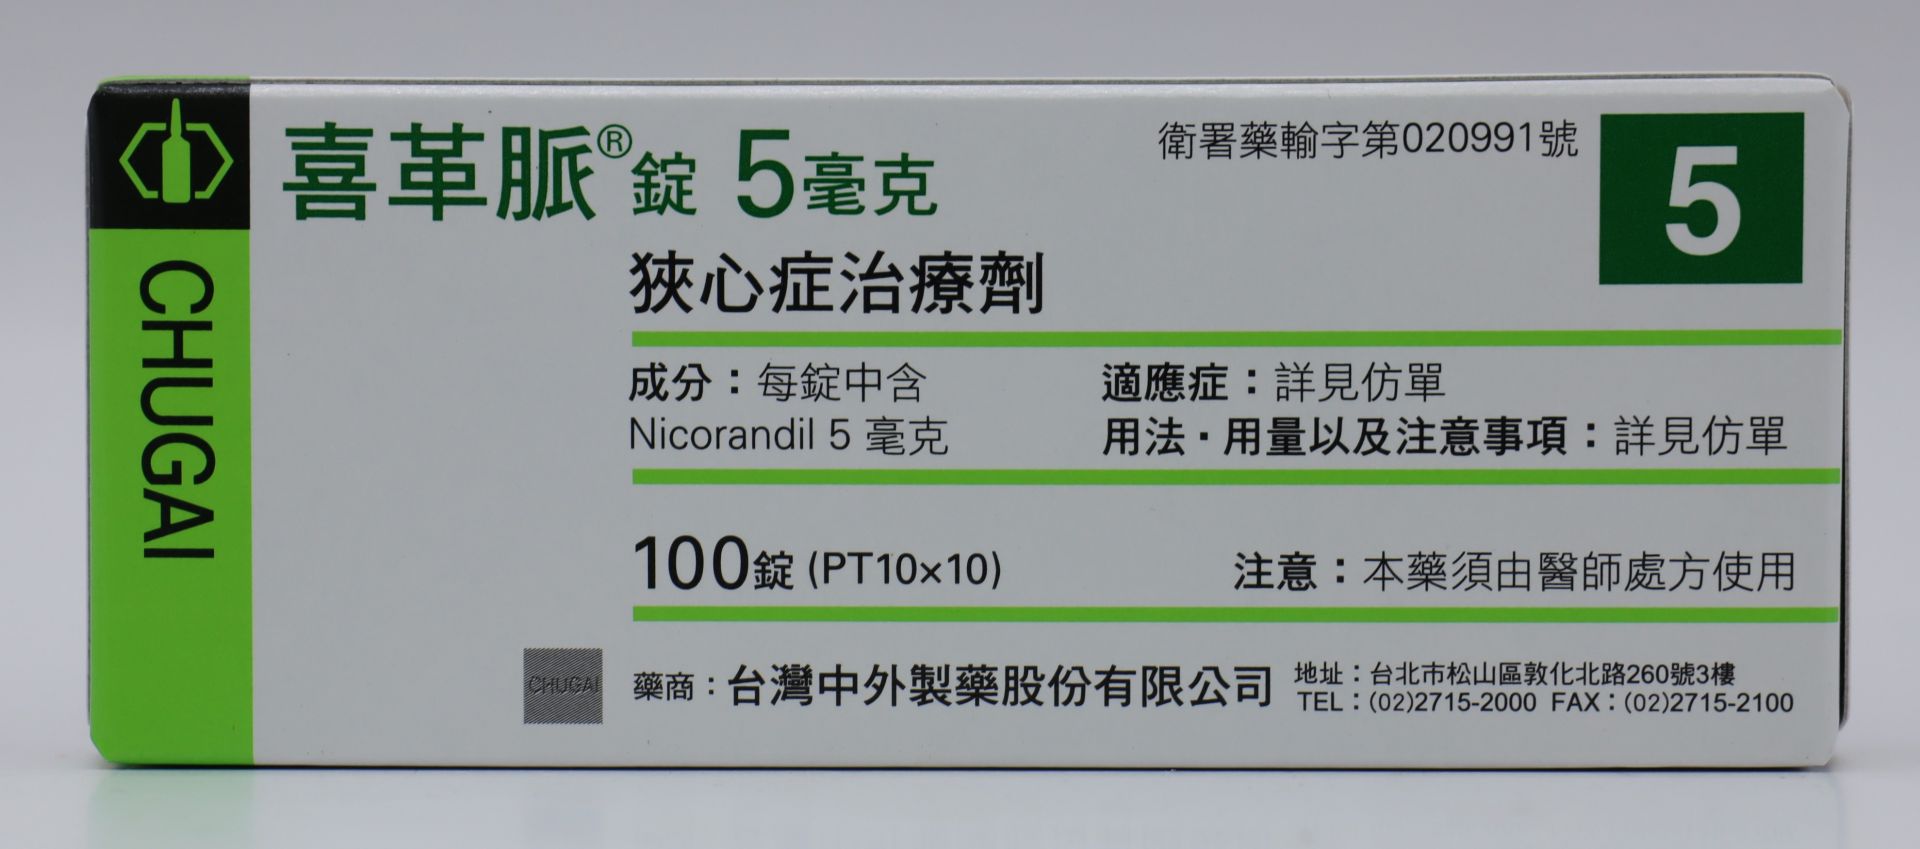 CHUGAI
喜革脈®錠 5毫克
衛署藥輸字第020991號
5
狹心症治療劑
成分：每錠中含
Nicorandil 5 毫克
適應症：詳見仿單
用法·用量以及注意事項：詳見仿單
100錠 (PT10×10)
注意：本藥須由醫師處方使用
CHUGAI
藥商：台灣中外製藥股份有限公司
地址：台北市松山區敦化北路260號3樓
TEL：(02)2715-2000 FAX：(02)2715-2100